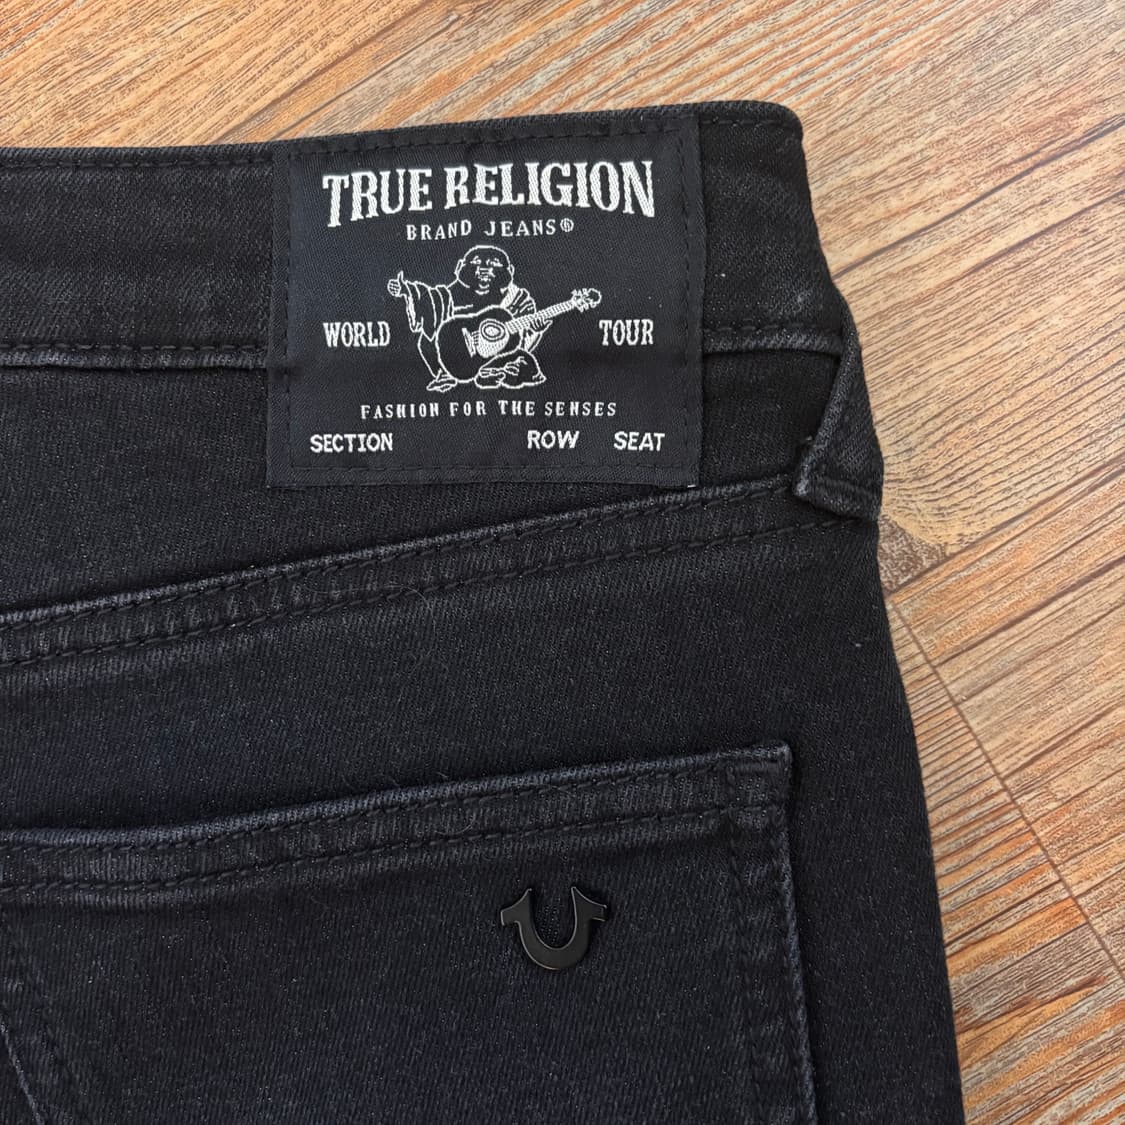 TRUE RELIGION
BRAND JEANS®
WORLD TOUR
FASHION FOR THE SENSES
SECTION ROW SEAT